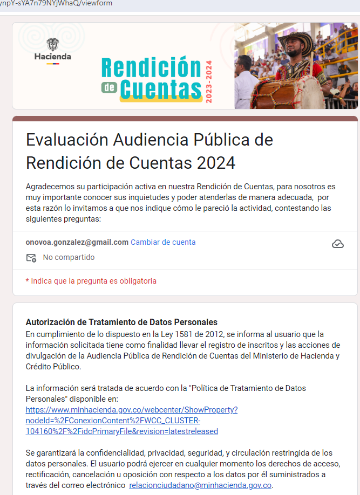 ynpY-sYA7n79NYjWhaQ/viewform
Hacienda
Rendición
de Cuentas
2023-2024
Evaluación Audiencia Pública de
Rendición de Cuentas 2024
Agradecemos su participación activa en nuestra Rendición de Cuentas, para nosotros es
muy importante conocer sus inquietudes y poder atenderlas de manera adecuada, por
esta razón lo invitamos a que nos indique cómo le pareció la actividad, contestando las
siguientes preguntas:
onovoa.gonzalez@gmail.com Cambiar de cuenta
No compartido
* Indica que la pregunta es obligatoria
Autorización de Tratamiento de Datos Personales
En cumplimiento de lo dispuesto en la Ley 1581 de 2012, se informa al usuario que la
información solicitada tiene como finalidad llevar el registro de inscritos y las acciones de
divulgación de la Audiencia Pública de Rendición de Cuentas del Ministerio de Hacienda y
Crédito Público.
La información será tratada de acuerdo con la "Política de Tratamiento de Datos
Personales" disponible en:
https://www.minhacienda.gov.co/webcenter/ShowProperty?
nodeId=%2FConexionContent%2FWCC_CLUSTER-
104160%2F%2FidcPrimaryFile&revision=latestreleased
Se garantizará la confidencialidad, privacidad, seguridad, y circulación restringida de los
datos personales. El usuario podrá ejercer en cualquier momento los derechos de acceso,
rectificación, cancelación u oposición con respecto a los datos por él suministrados a
través del correo electrónico relacionciudadano@minhacienda.gov.co.